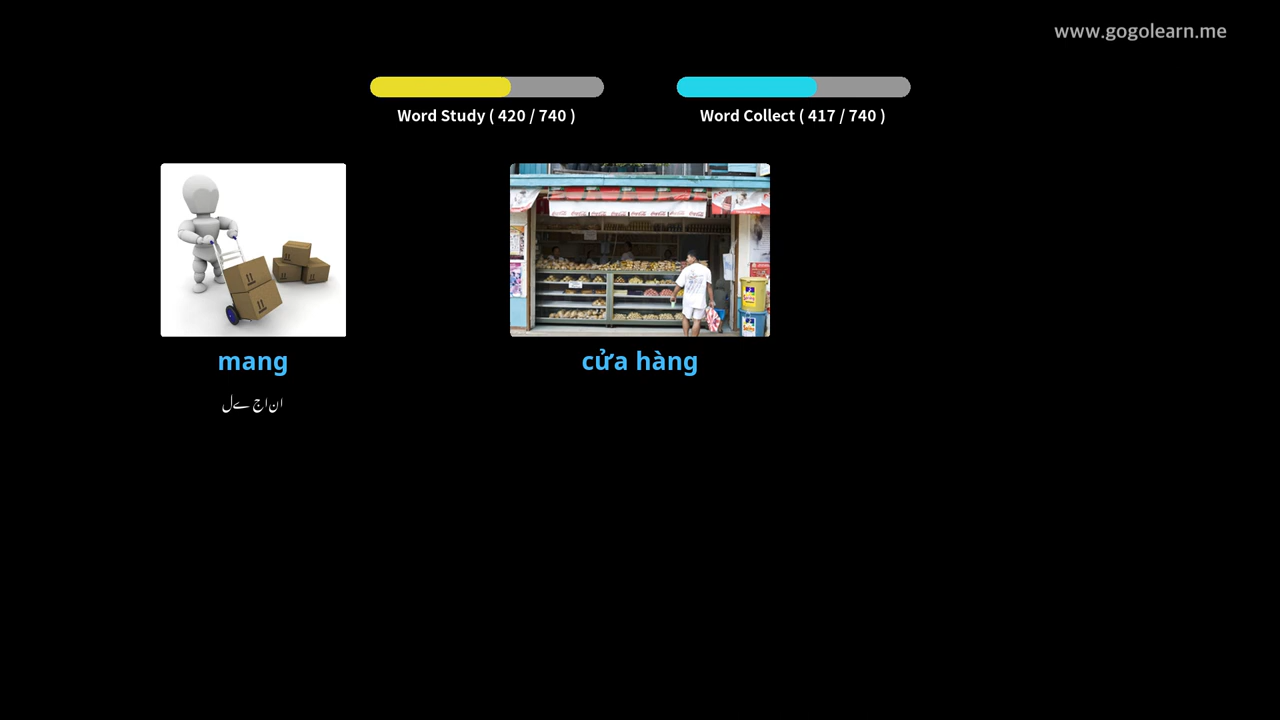 www.gogolearn.me
Word Study ( 420 / 740 )
Word Collect ( 417 / 740 )
mang
cửa hàng
لے جانا